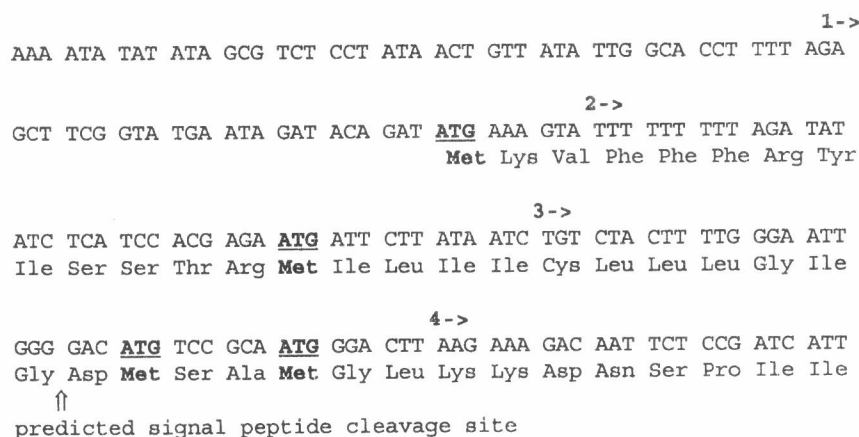 1->
AAA ATA TAT ATA GCG TCT CCT ATA ACT GTT ATA TTG GCA CCT TTT AGA
2->
GCT TCG GTA TGA ATA GAT ACA GAT ATG AAA GTA TTT TTT TTT AGA TAT
Met Lys Val Phe Phe Phe Arg Tyr
3->
ATC TCA TCC ACG AGA ATG ATT CTT ATA ATC TGT CTA CTT TTG GGA ATT
Ile Ser Ser Thr Arg Met Ile Leu Ile Ile Cys Leu Leu Leu Gly Ile
4->
GGG GAC ATG TCC GCA ATG GGA CTT AAG AAA GAC AAT TCT CCG ATC ATT
Gly Asp Met Ser Ala Met Gly Leu Lys Lys Asp Asn Ser Pro Ile Ile
⇑
predicted signal peptide cleavage site